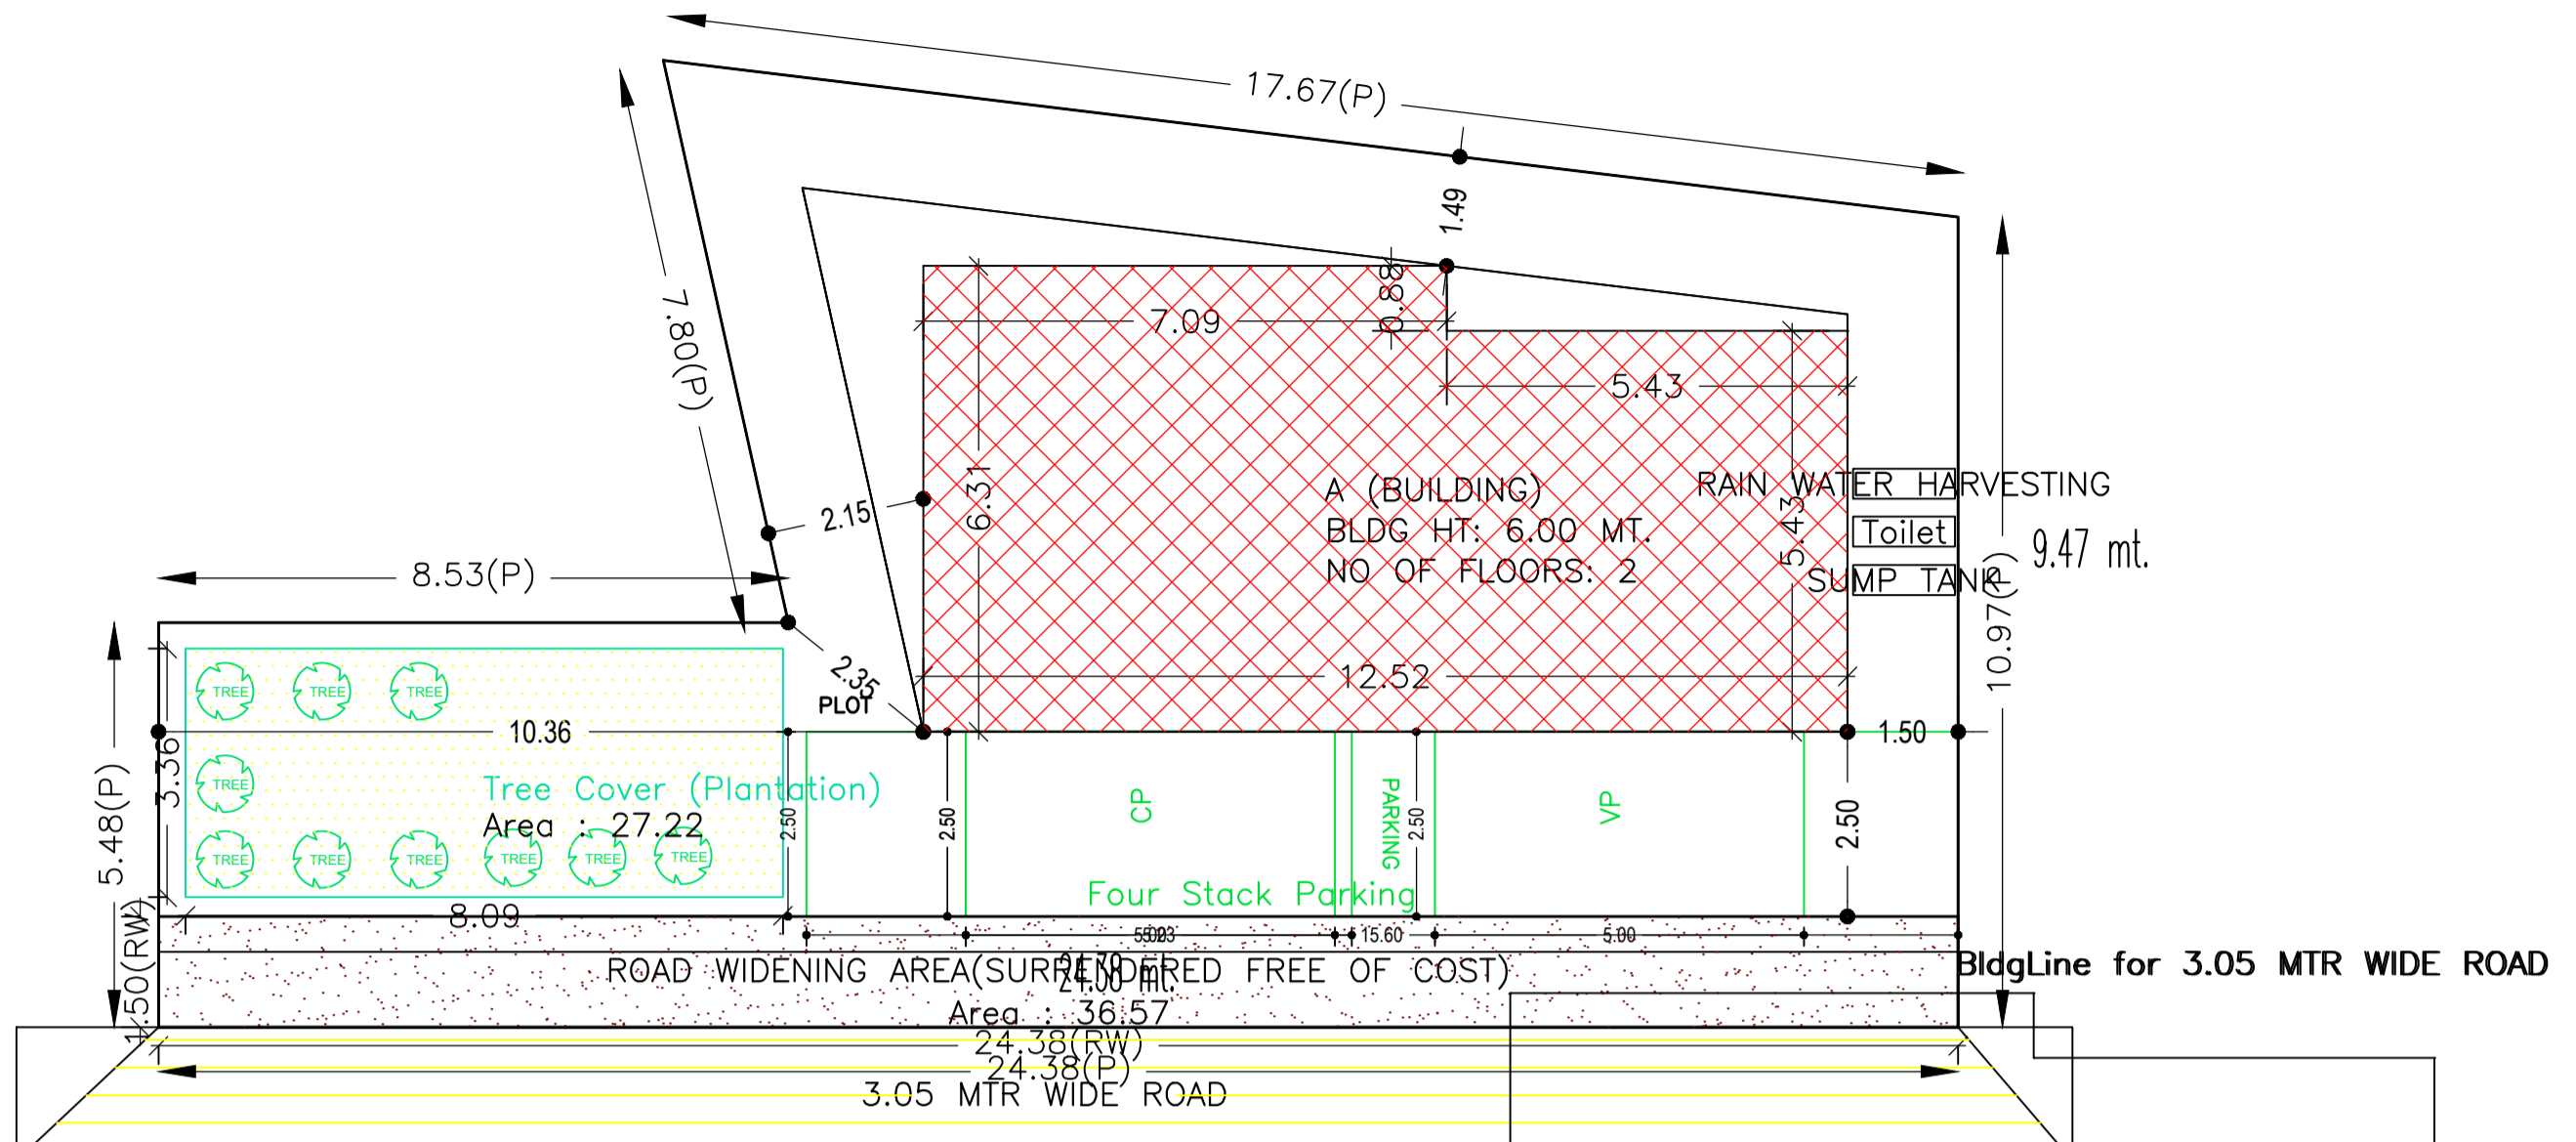 17.67(P)
1.49
7.80(P)
0.88
7.09
5.43
6.31
A (BUILDING)
BLDG HT: 6.00 MT.
NO OF FLOORS: 2
5.43
RAIN WATER HARVESTING
Toilet
SUMP TANK
9.47 mt.
10.97(P)
2.15
8.53(P)
2.35
PLOT
12.52
1.50
TREE TREE TREE
10.36
3.36
5.48(P)
TREE
Tree Cover (Plantation)
Area : 27.22
TREE TREE TREE TREE TREE TREE
2.50
2.50
CP
PARKING
2.50
VP
2.50
Four Stack Parking
8.09
1.50(RW)
15.60
5.00
ROAD WIDENING AREA(SURRENDERED FREE OF COST)
mt.
Area : 36.57
BldgLine for 3.05 MTR WIDE ROAD
24.38(RW)
24.38(P)
3.05 MTR WIDE ROAD